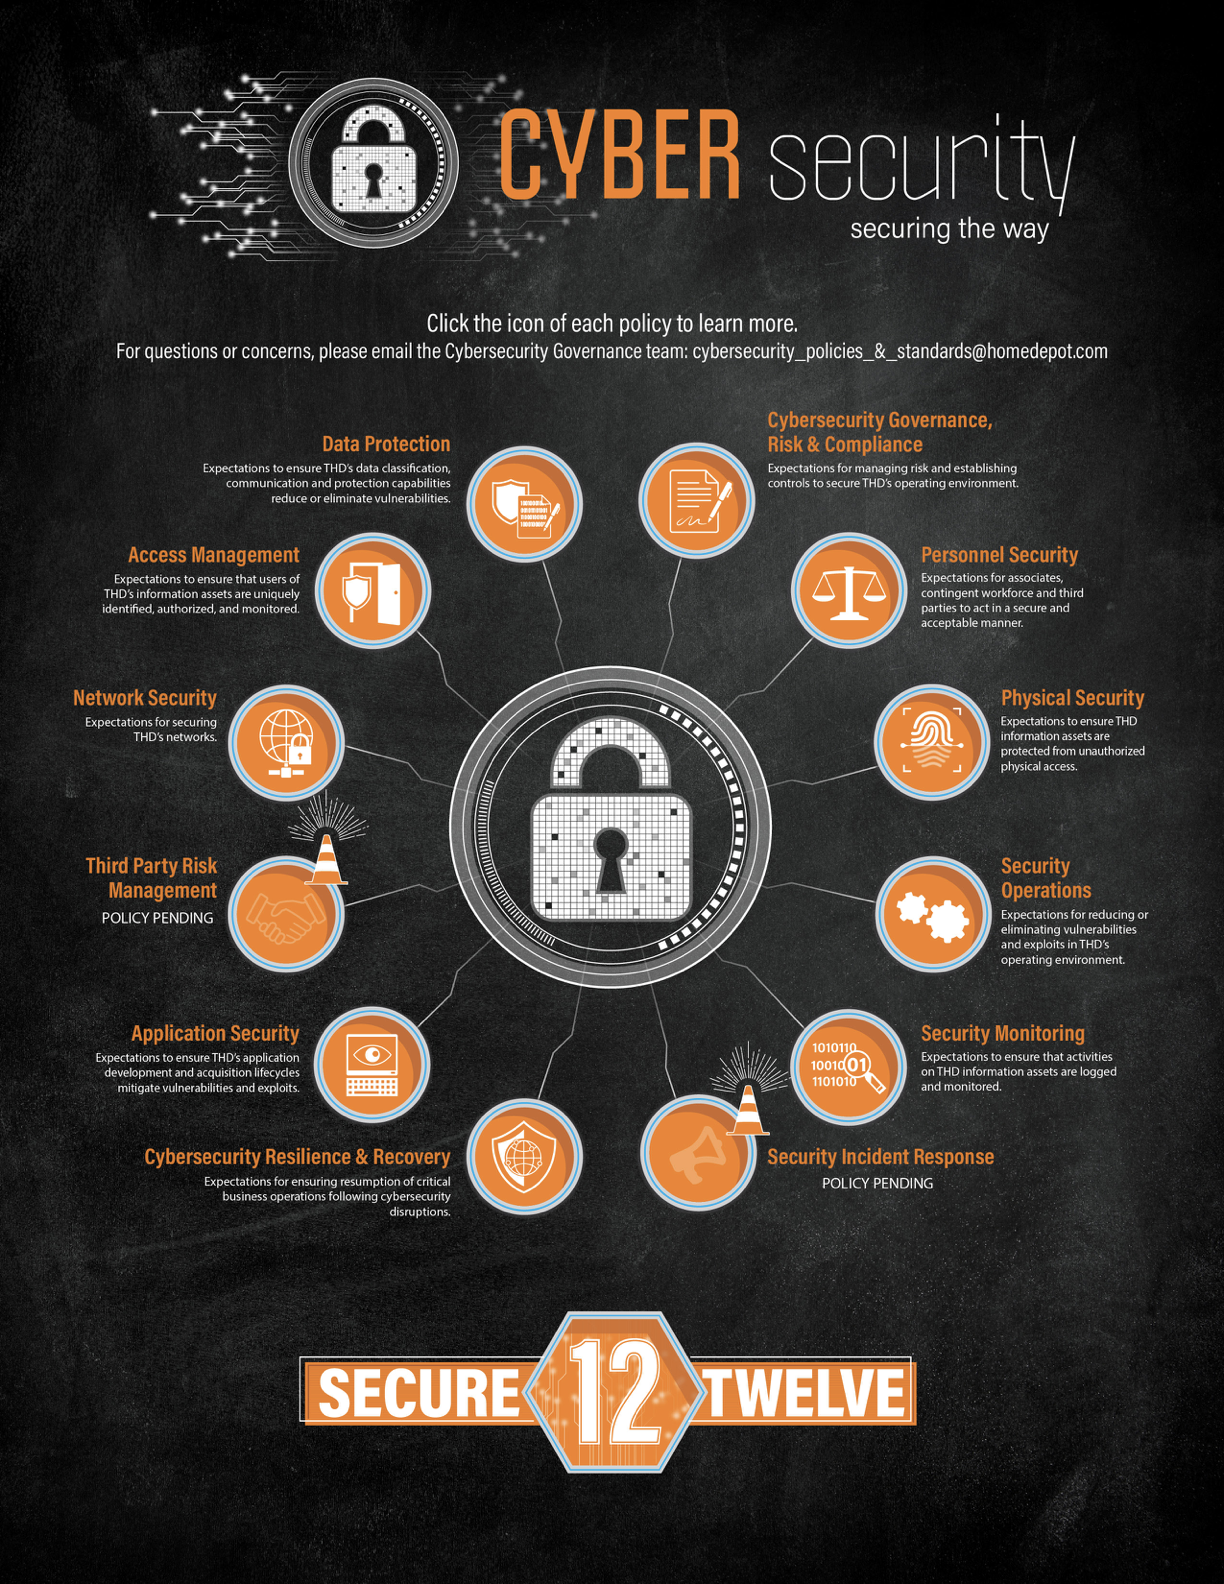 CYBER security
securing the way
Click the icon of each policy to learn more.
For questions or concerns, please email the Cybersecurity Governance team: cybersecurity_policies_&_standards@homedepot.com
Cybersecurity Governance,
Risk & Compliance
Expectations for managing risk and establishing
controls to secure THD's operating environment.
Personnel Security
Expectations for associates,
contingent workforce and third
parties to act in a secure and
acceptable manner.
Physical Security
Expectations to ensure THD
information assets are
protected from unauthorized
physical access.
Security
Operations
Expectations for reducing or
eliminating vulnerabilities
and exploits in THD's
operating environment.
Security Monitoring
Expectations to ensure that activities
on THD information assets are logged
and monitored.
1010110
10010
01
1101010
Security Incident Response
POLICY PENDING
Cybersecurity Resilience & Recovery
Expectations for ensuring resumption of critical
business operations following cybersecurity
disruptions.
Application Security
Expectations to ensure THD's application
development and acquisition lifecycles
mitigate vulnerabilities and exploits.
Third Party Risk
Management
POLICY PENDING
Network Security
Expectations for securing
THD's networks.
Access Management
Expectations to ensure that users of
THD's information assets are uniquely
identified, authorized, and monitored.
Data Protection
Expectations to ensure THD's data classification,
communication and protection capabilities
reduce or eliminate vulnerabilities.
SECURE 12 TWELVE